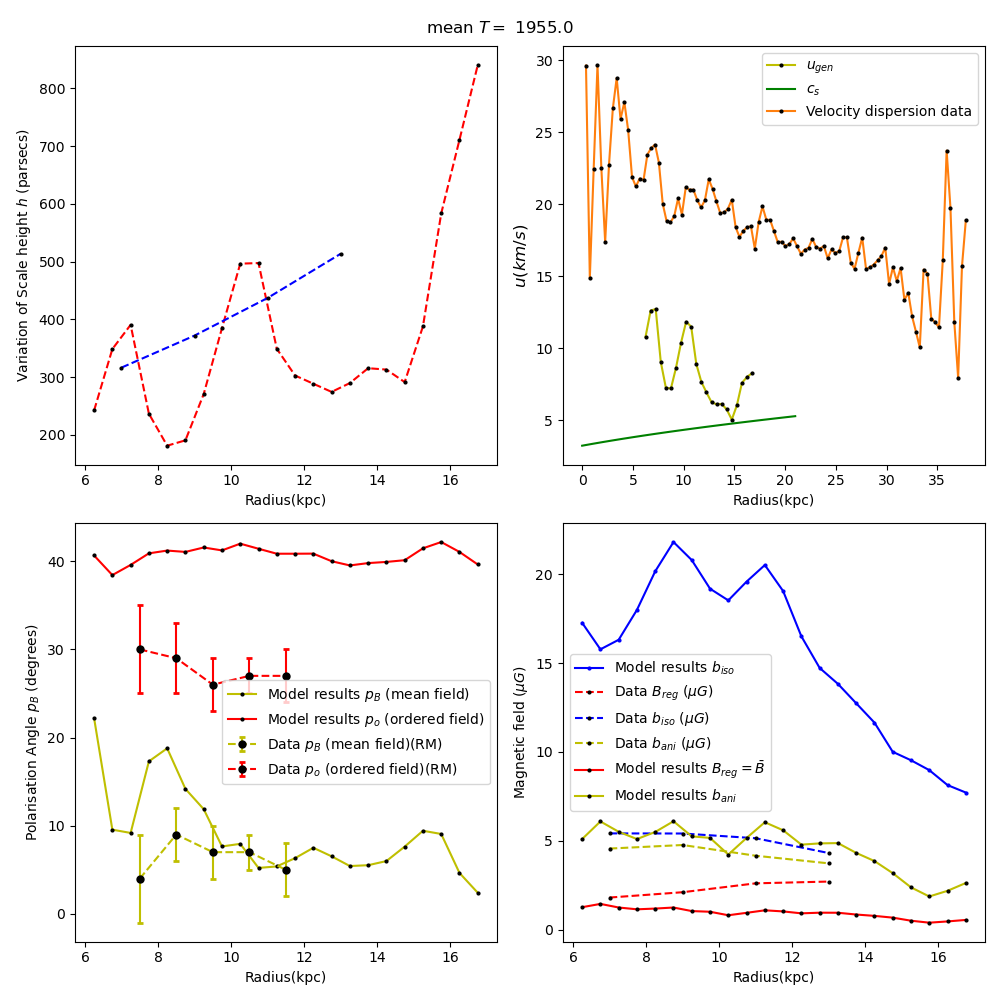 mean T = 1955.0
Variation of Scale height h (parsecs)
800
700
600
500
400
300
200
6 8 10 12 14 16
Radius(kpc)
u(km/s)
30
25
20
15
10
5
u_gen
c_s
Velocity dispersion data
0 5 10 15 20 25 30 35
Radius(kpc)
Polarisation Angle p_B (degrees)
40
30
20
10
0
Model results p_B (mean field)
Model results p_o (ordered field)
Data p_B (mean field)(RM)
Data p_o (ordered field)(RM)
6 8 10 12 14 16
Radius(kpc)
Magnetic field (μG)
20
15
10
5
0
Model results b_iso
Data B_reg (μG)
Data b_iso (μG)
Data b_ani (μG)
Model results B_reg = B̄
Model results b_ani
6 8 10 12 14 16
Radius(kpc)